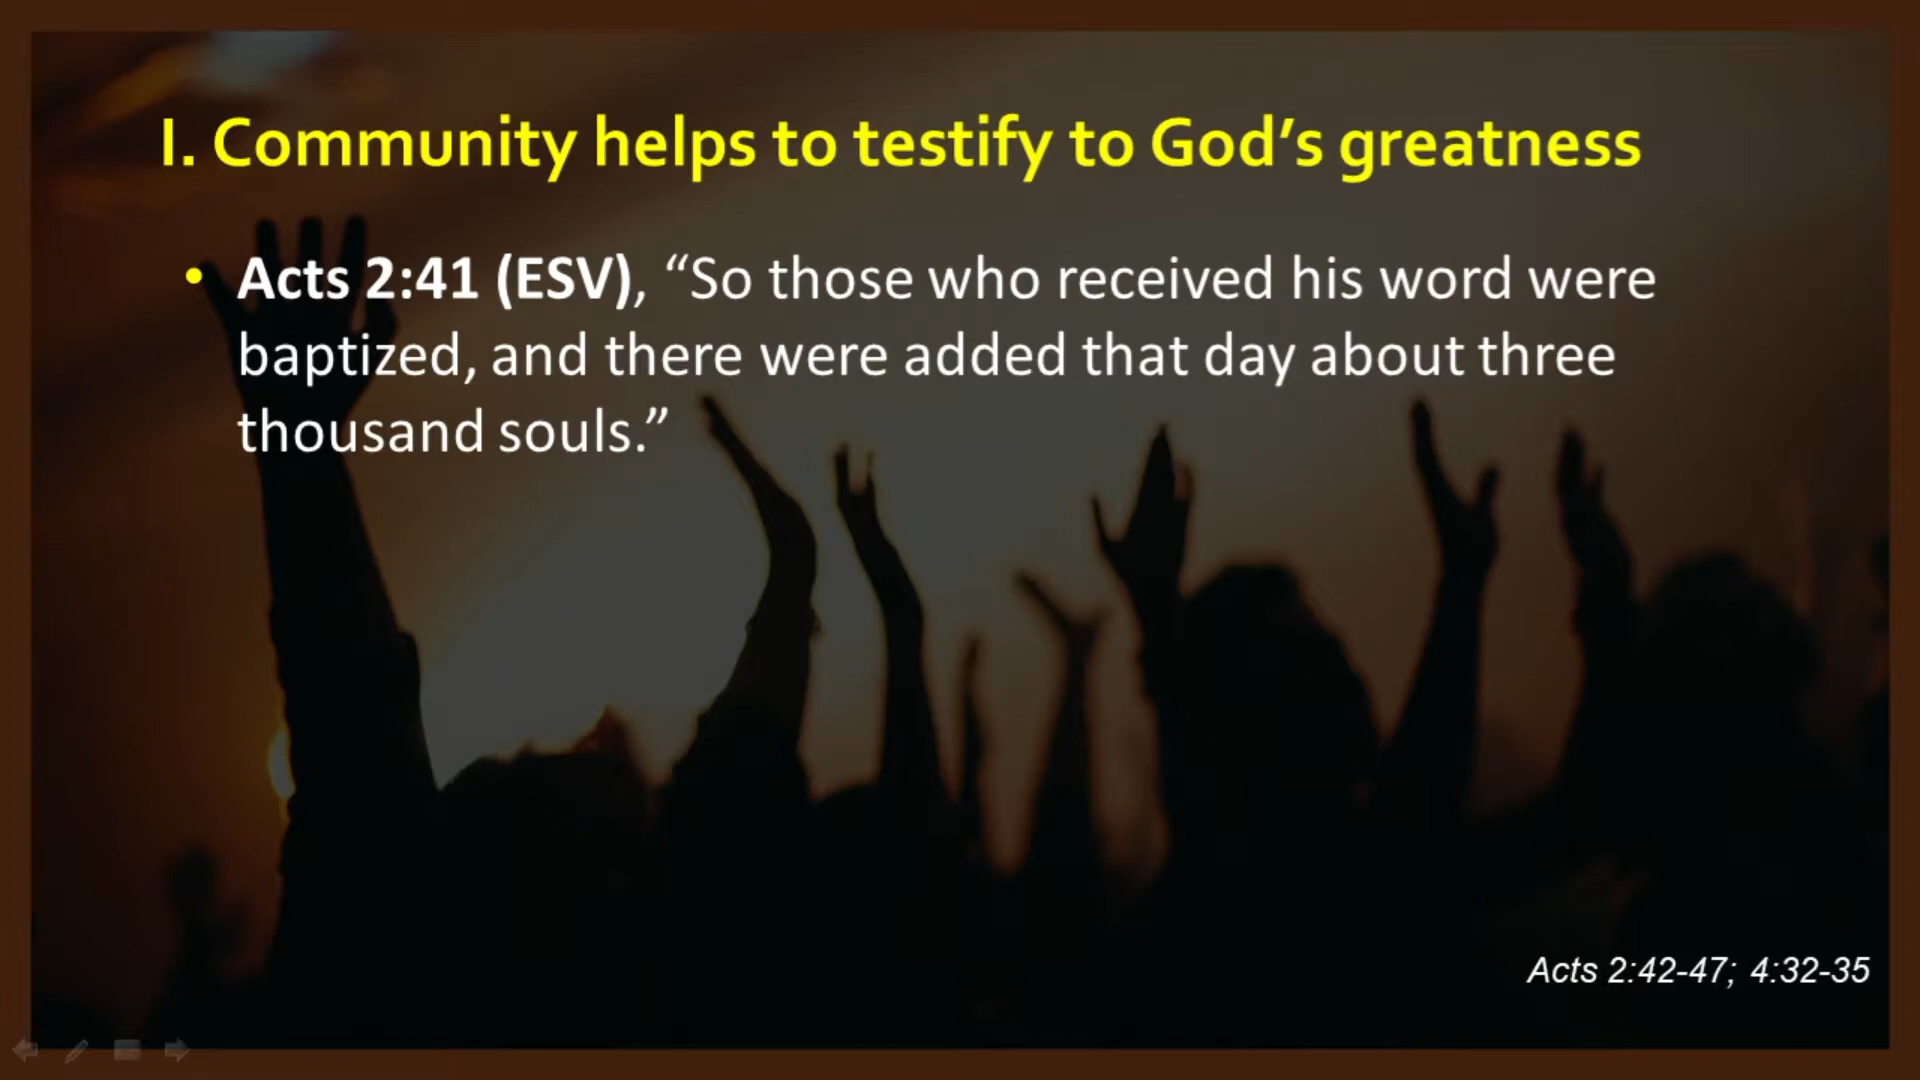 I. Community helps to testify to God’s greatness
• Acts 2:41 (ESV), “So those who received his word were
baptized, and there were added that day about three
thousand souls.”
Acts 2:42-47; 4:32-35